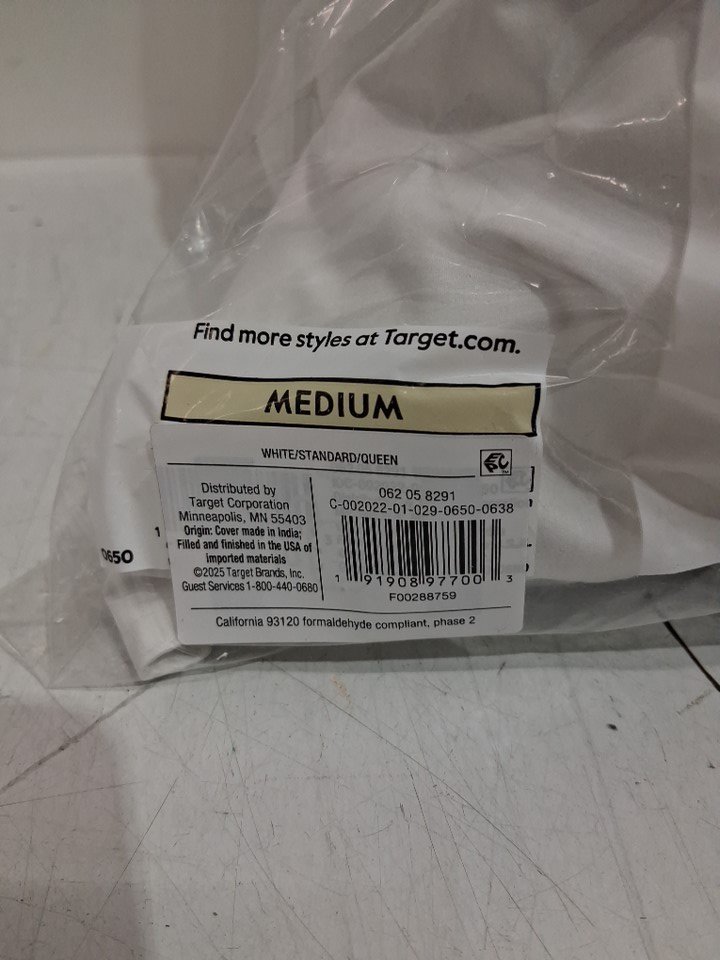 Find more styles at Target.com.
MEDIUM
WHITE/STANDARD/QUEEN
Distributed by
Target Corporation
Minneapolis, MN 55403
Origin: Cover made in India;
Filled and finished in the USA of
imported materials
©2025 Target Brands, Inc.
Guest Services 1-800-440-0680
062 05 8291
C-002022-01-029-0650-0638
1 91908 97700 3
F00288759
California 93120 formaldehyde compliant, phase 2
1
0650